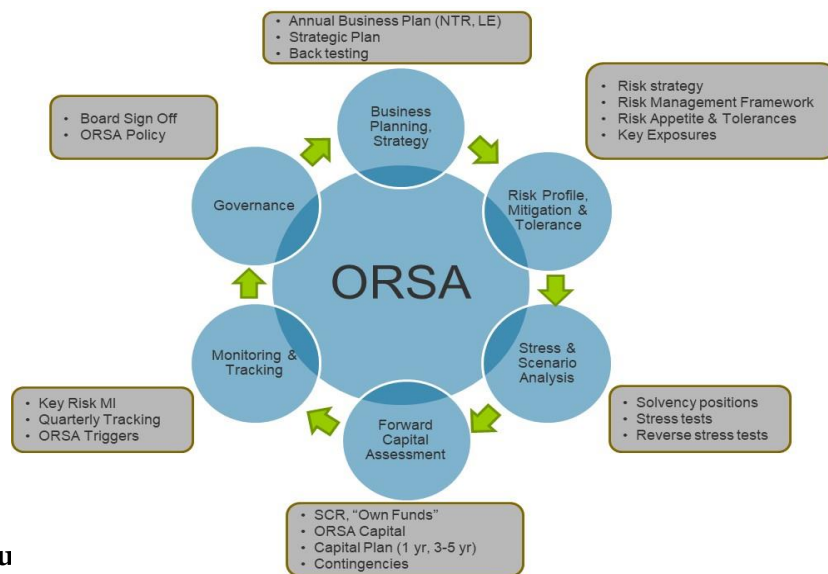 • Annual Business Plan (NTR, LE)
• Strategic Plan
• Back testing
Business
Planning,
Strategy
• Risk strategy
• Risk Management Framework
• Risk Appetite & Tolerances
• Key Exposures
Risk Profile,
Mitigation &
Tolerance
Stress &
Scenario
Analysis
• Solvency positions
• Stress tests
• Reverse stress tests
Forward
Capital
Assessment
• SCR, "Own Funds"
• ORSA Capital
• Capital Plan (1 yr, 3-5 yr)
• Contingencies
Monitoring &
Tracking
• Key Risk MI
• Quarterly Tracking
• ORSA Triggers
Governance
• Board Sign Off
• ORSA Policy
ORSA